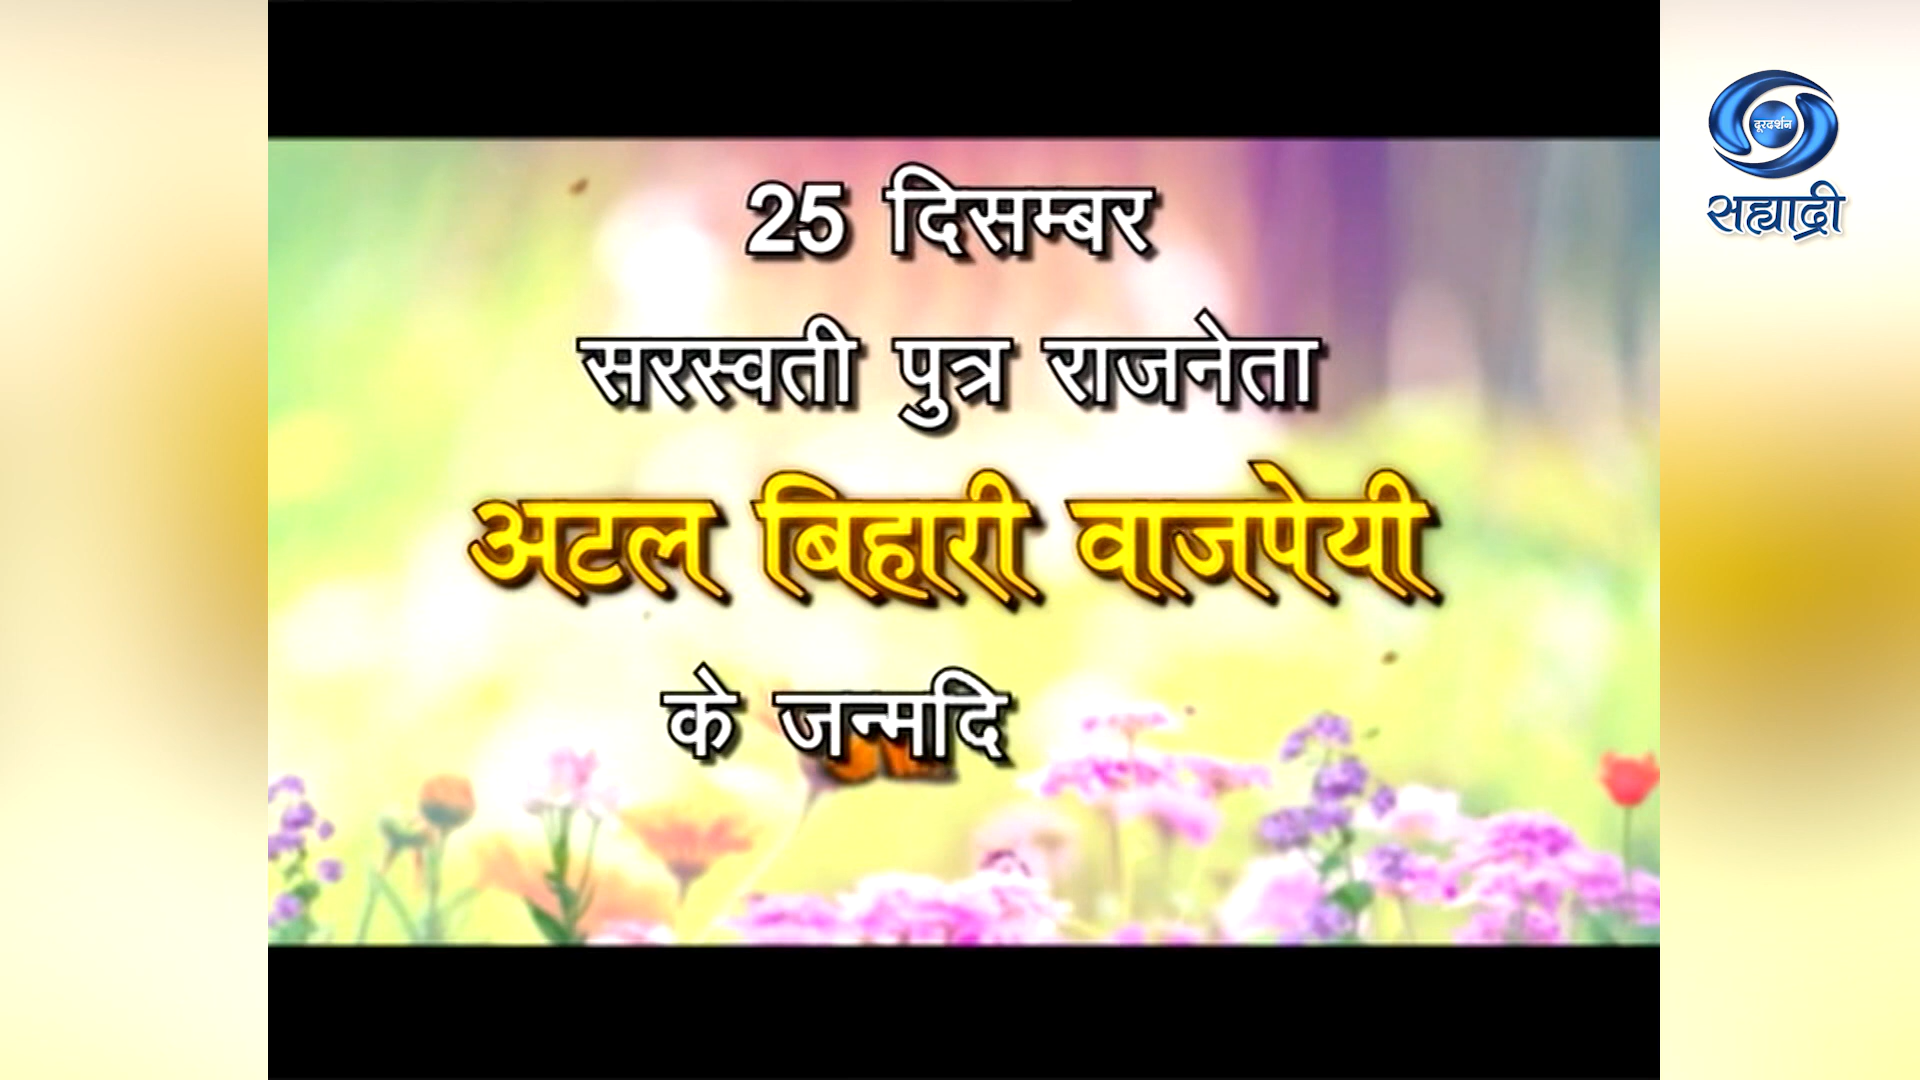 25 दिसम्बर
सरस्वती पुत्र राजनेता
अटल बिहारी वाजपेयी
के जन्मदि
दूरदर्शन
सह्याद्री